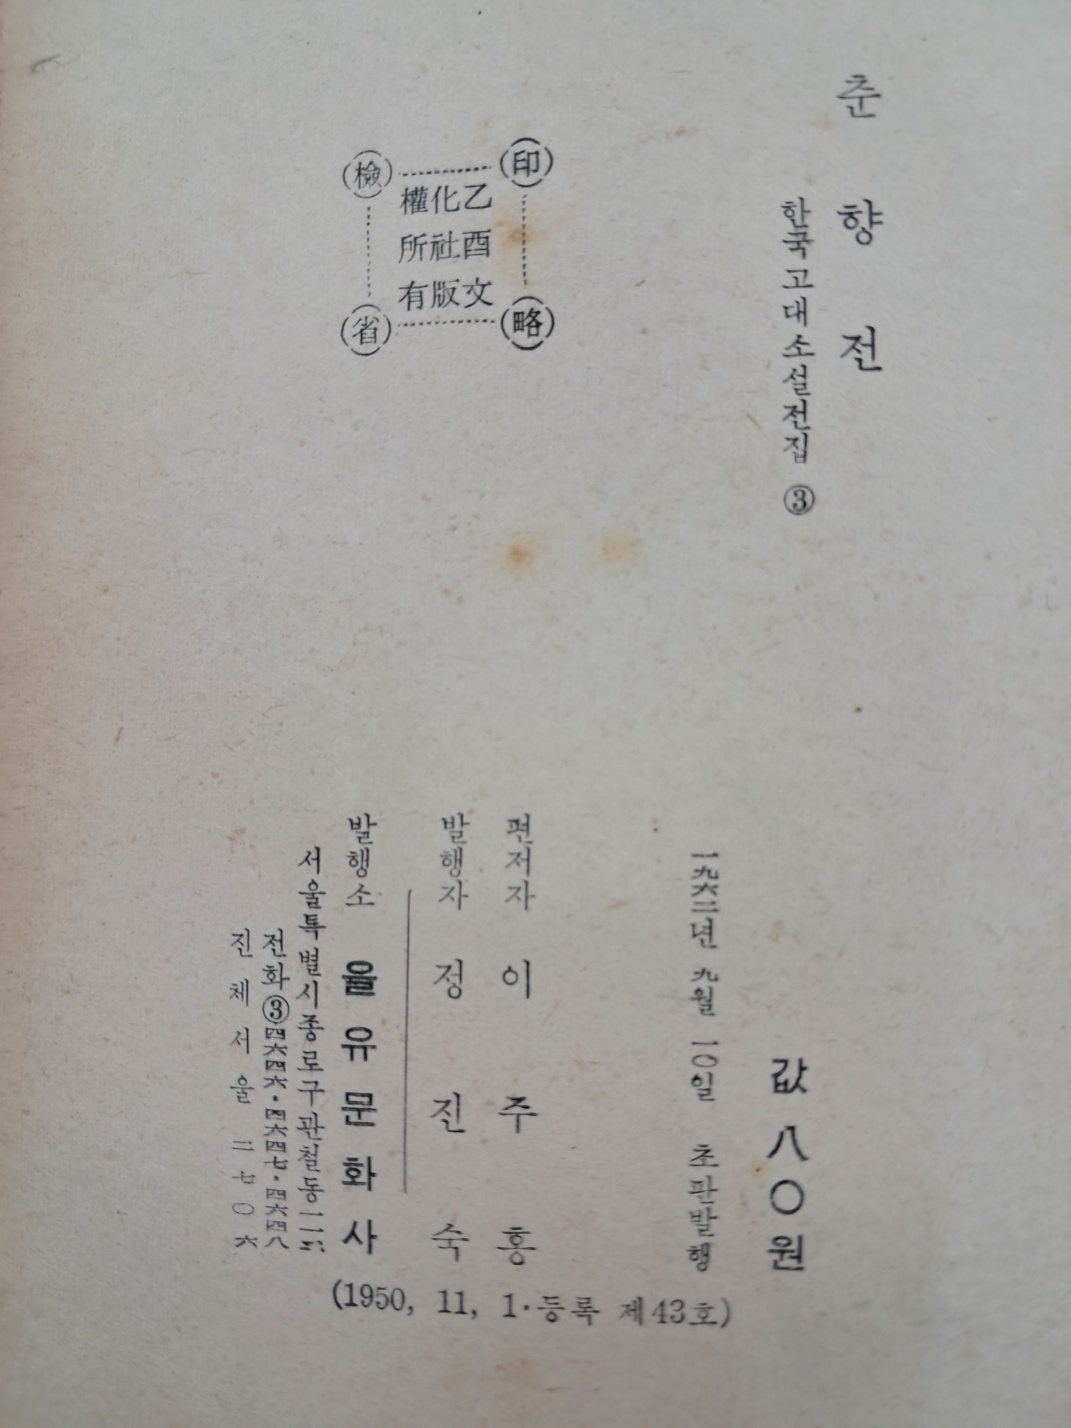 춘향전
한국고대소설전집 ③
印 略
乙酉文
化社版
權所有
檢 省
값 八〇원
一九六二년 九월 一〇일 초판발행
편저자 이주홍
발행자 정진숙
발행소 을유문화사
서울특별시종로구관철동
전화③四六四六·四六四七·四六四八
진체서울 二七〇六
(1950, 11, 1·등록 제43호)